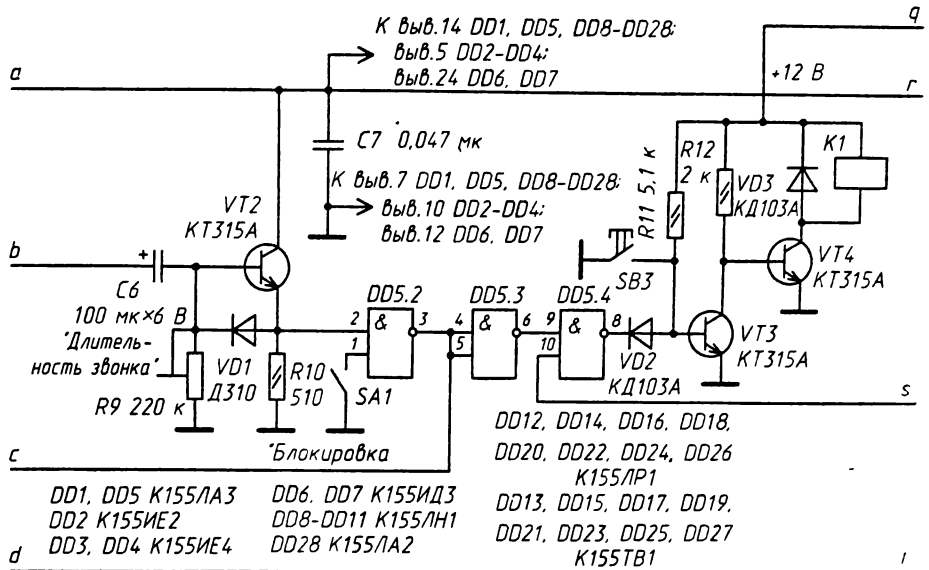 q
К выв.14 DD1, DD5, DD8-DD28;
выв.5 DD2-DD4;
выв.24 DD6, DD7
+12 В
a
r
C7 0,047 мк
К выв.7 DD1, DD5, DD8-DD28;
выв.10 DD2-DD4;
выв.12 DD6, DD7
VT2
КТ315А
R11 5,1 к
R12
2 к
VD3
КД103А
K1
b
+
C6
100 мк×6 В
SB3
VT4
КТ315А
DD5.2
DD5.3
DD5.4
2
1
&
3
4
5
&
6
9
10
&
8
VT3
КТ315А
"Длитель-
ность звонка"
VD1
Д310
R10
510
SA1
VD2
КД103А
R9 220 к
s
"Блокировка
c
DD12, DD14, DD16, DD18,
DD20, DD22, DD24, DD26
К155ЛР1
DD13, DD15, DD17, DD19,
DD21, DD23, DD25, DD27
К155ТВ1
DD1, DD5 К155ЛА3
DD2 К155ИЕ2
DD3, DD4 К155ИЕ4
DD6, DD7 К155ИД3
DD8-DD11 К155ЛН1
DD28 К155ЛА2
d